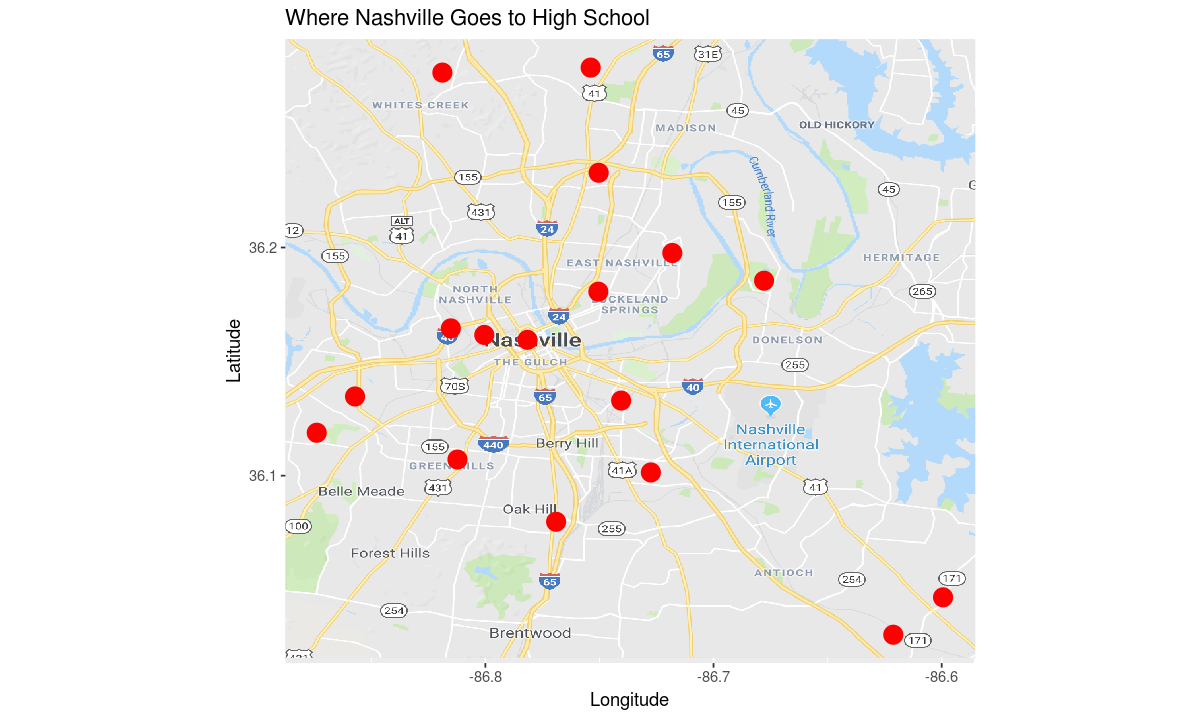 Where Nashville Goes to High School
65
31E
41
WHITES CREEK
45
OLD HICKORY
MADISON
155
45
431
155
ALT
41
12
24
Cumberland River
155
36.2
EAST NASHVILLE
HERMITAGE
NORTH
NASHVILLE
265
SPRINGS
24
Nashville
DONELSON
THE GULCH
255
70S
40
65
Nashville
International
Airport
440
Berry Hill
155
GREEN HILLS
41A
36.1
431
41
Belle Meade
Oak Hill
100
255
Forest Hills
ANTIOCH
254
171
65
254
Brentwood
171
-86.8
-86.7
-86.6
Longitude
Latitude